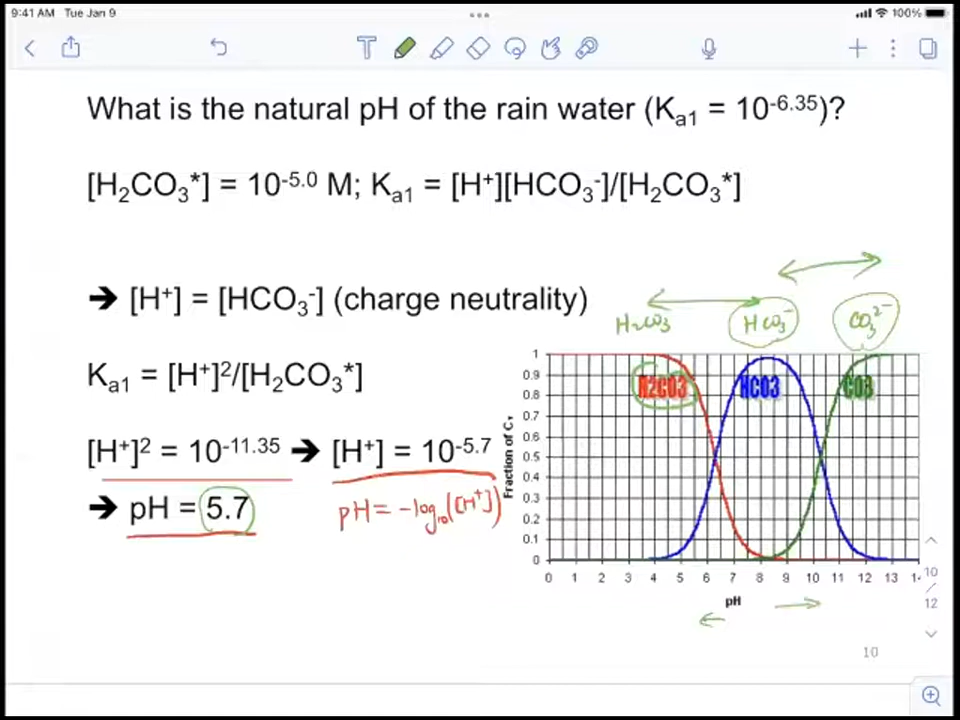 9:41 AM Tue Jan 9
100%
What is the natural pH of the rain water (Kₐ₁ = 10⁻⁶·³⁵)?
[H₂CO₃*] = 10⁻⁵·⁰ M; Kₐ₁ = [H⁺][HCO₃⁻]/[H₂CO₃*]
➔ [H⁺] = [HCO₃⁻] (charge neutrality)
H₂CO₃ HCO₃⁻ CO₃²⁻
Kₐ₁ = [H⁺]²/[H₂CO₃*]
[H⁺]² = 10⁻¹¹·³⁵ ➔ [H⁺] = 10⁻⁵·⁷
➔ pH = 5.7
pH = -log₁₀([H⁺])
Fraction of Cₜ
1
0.9
0.8
0.7
0.6
0.5
0.4
0.3
0.2
0.1
0
H2CO3 HCO3 CO3
0 1 2 3 4 5 6 7 8 9 10 11 12 13 14
pH
10
/
12
10